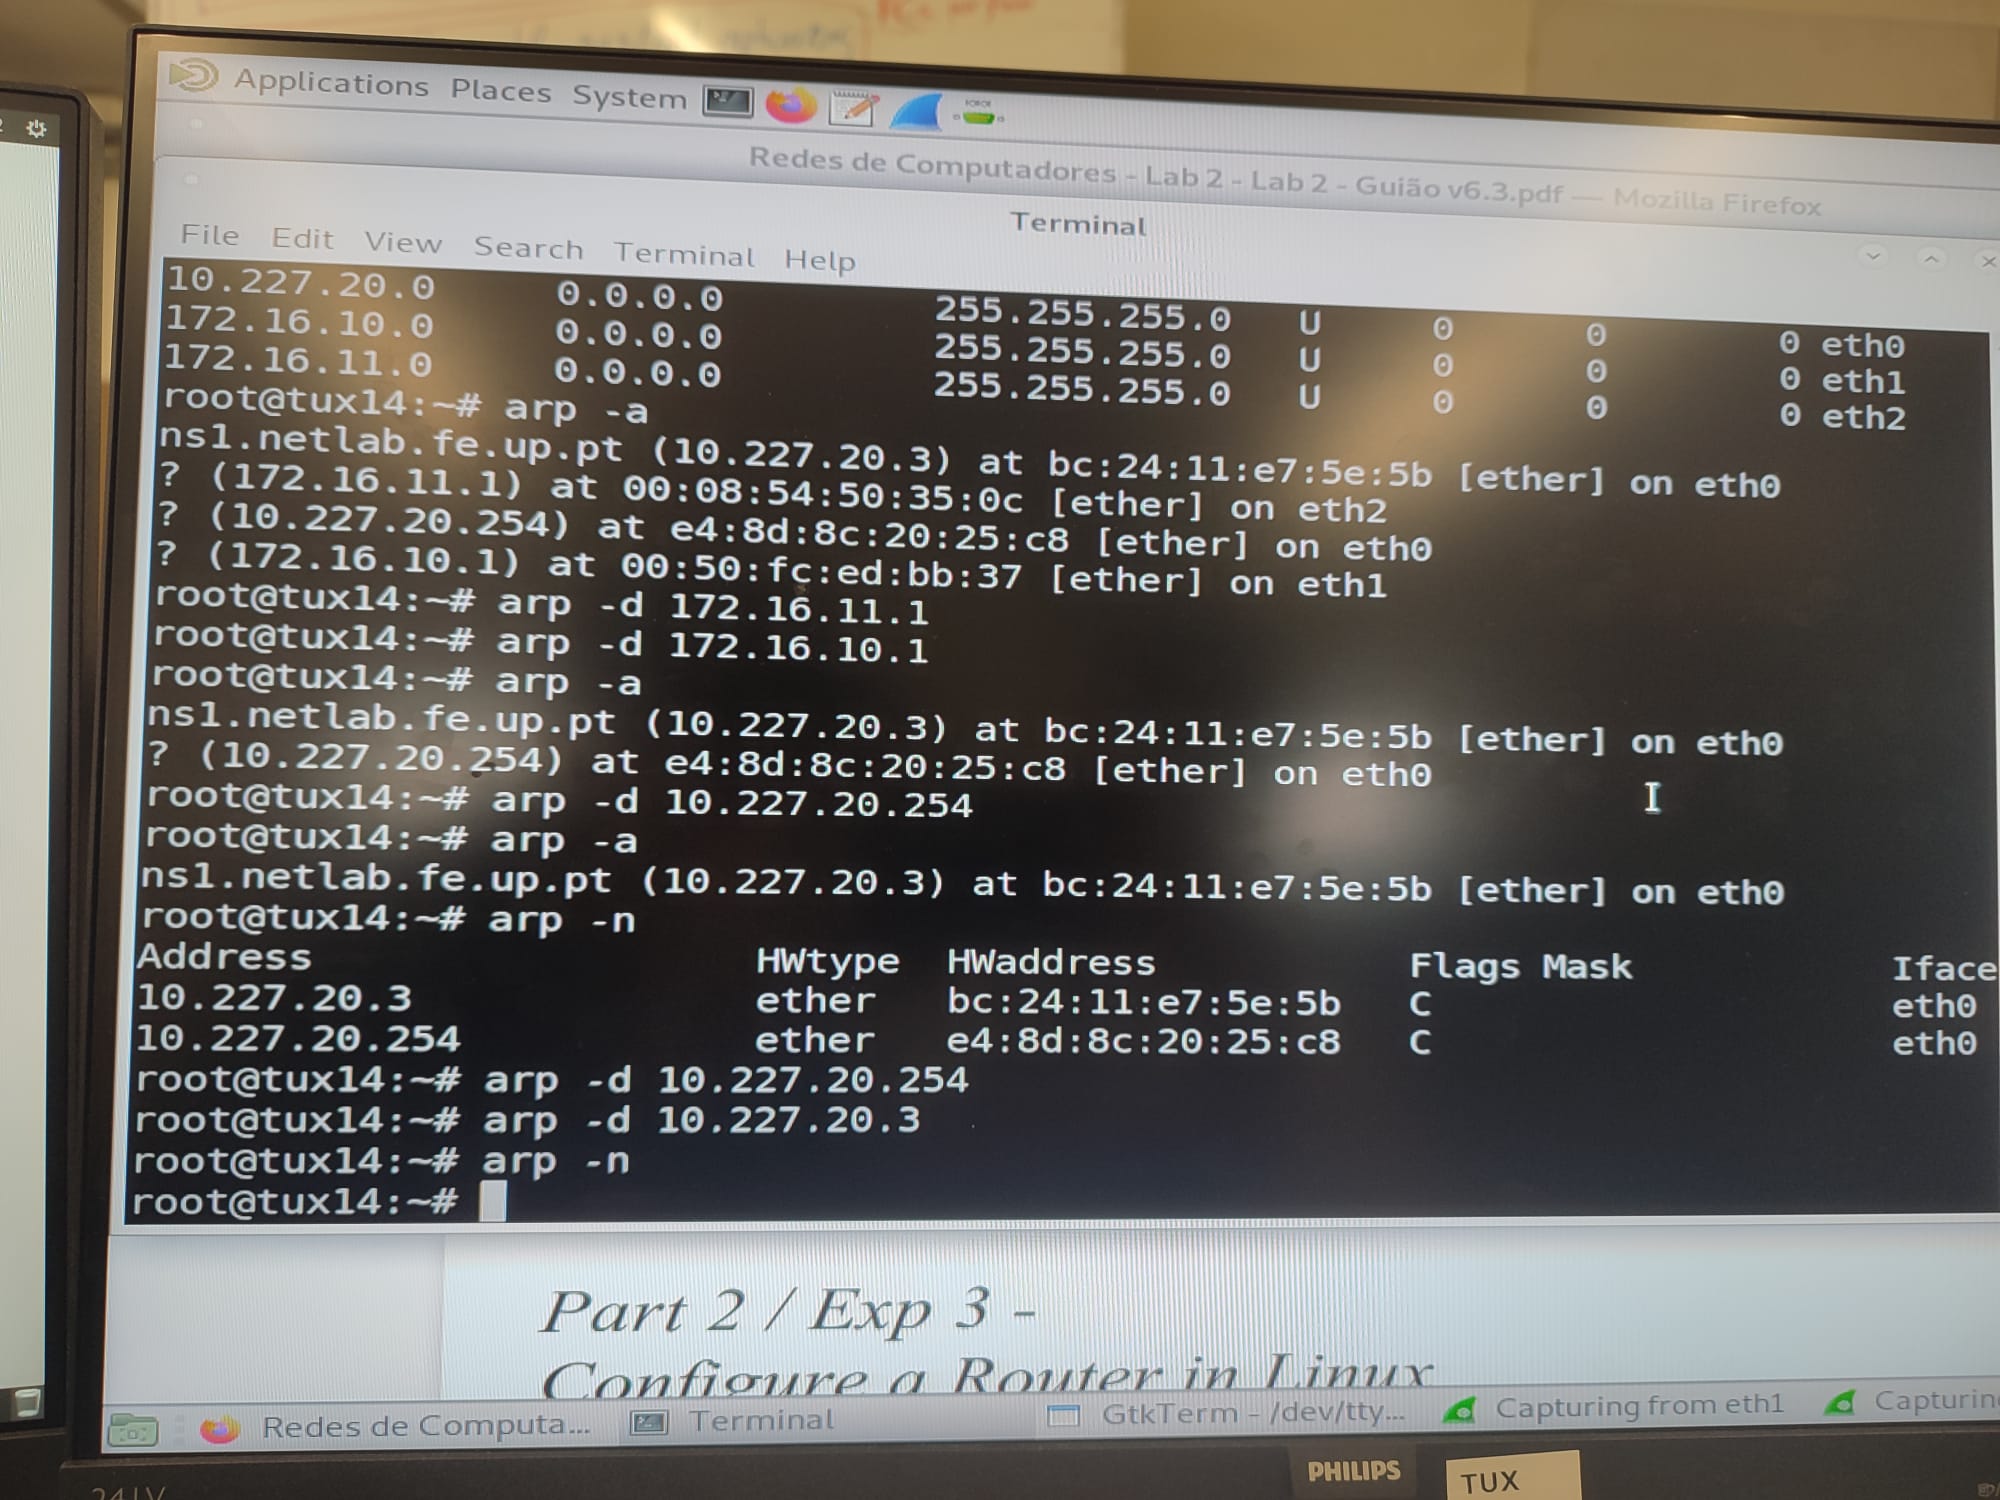 Applications Places System
Redes de Computadores - Lab 2 - Lab 2 - Guião v6.3.pdf — Mozilla Firefox
Terminal
File Edit View Search Terminal Help
10.227.20.0 0.0.0.0 255.255.255.0 U 0 0 0 eth0
172.16.10.0 0.0.0.0 255.255.255.0 U 0 0 0 eth1
172.16.11.0 0.0.0.0 255.255.255.0 U 0 0 0 eth2
root@tux14:~# arp -a
ns1.netlab.fe.up.pt (10.227.20.3) at bc:24:11:e7:5e:5b [ether] on eth0
? (172.16.11.1) at 00:08:54:50:35:0c [ether] on eth2
? (10.227.20.254) at e4:8d:8c:20:25:c8 [ether] on eth0
? (172.16.10.1) at 00:50:fc:ed:bb:37 [ether] on eth1
root@tux14:~# arp -d 172.16.11.1
root@tux14:~# arp -d 172.16.10.1
root@tux14:~# arp -a
ns1.netlab.fe.up.pt (10.227.20.3) at bc:24:11:e7:5e:5b [ether] on eth0
? (10.227.20.254) at e4:8d:8c:20:25:c8 [ether] on eth0
root@tux14:~# arp -d 10.227.20.254
root@tux14:~# arp -a
ns1.netlab.fe.up.pt (10.227.20.3) at bc:24:11:e7:5e:5b [ether] on eth0
root@tux14:~# arp -n
Address HWtype HWaddress Flags Mask Iface
10.227.20.3 ether bc:24:11:e7:5e:5b C eth0
10.227.20.254 ether e4:8d:8c:20:25:c8 C eth0
root@tux14:~# arp -d 10.227.20.254
root@tux14:~# arp -d 10.227.20.3
root@tux14:~# arp -n
root@tux14:~#
Part 2 / Exp 3 -
Configure a Router in Linux
Redes de Computa... Terminal GtkTerm - /dev/tty... Capturing from eth1 Capturin
PHILIPS
TUX